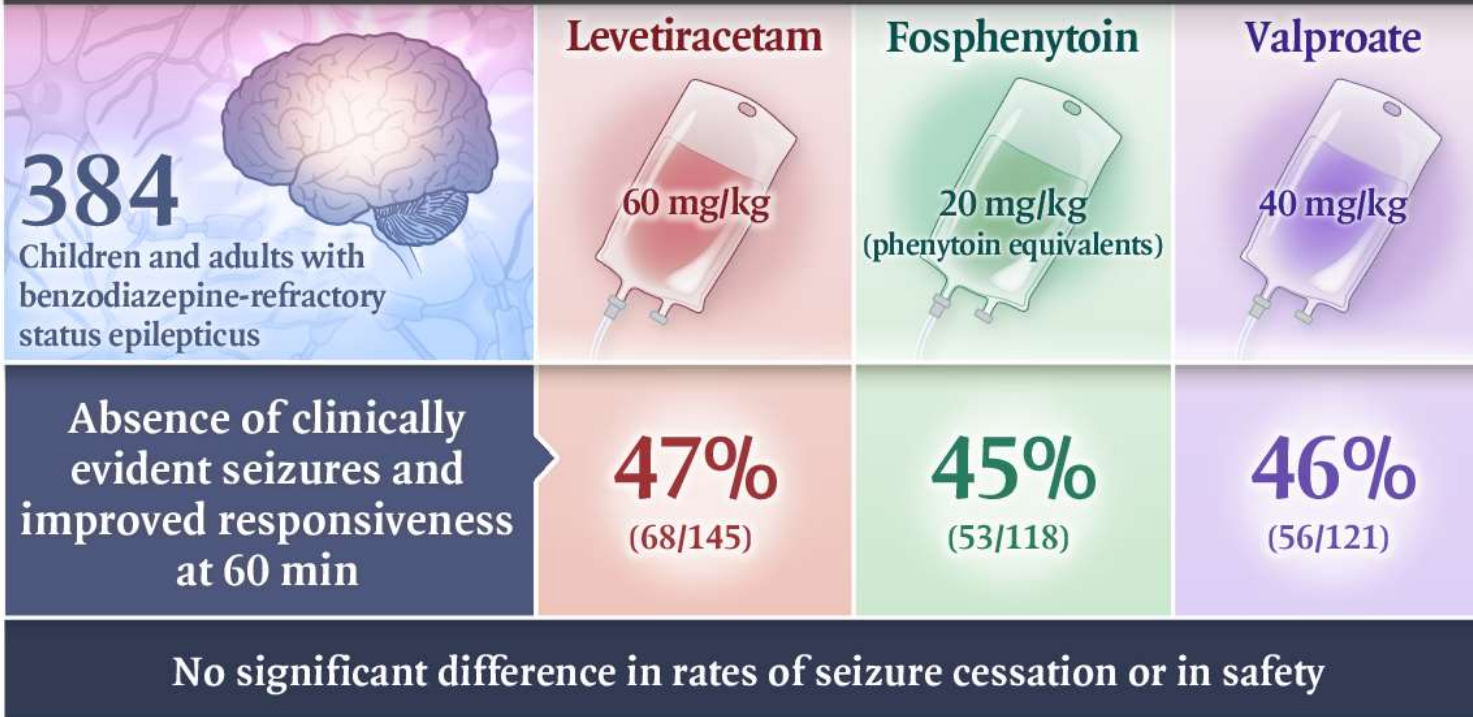 Levetiracetam
Fosphenytoin
Valproate
384
Children and adults with
benzodiazepine-refractory
status epilepticus
60 mg/kg
20 mg/kg
(phenytoin equivalents)
40 mg/kg
Absence of clinically
evident seizures and
improved responsiveness
at 60 min
47%
(68/145)
45%
(53/118)
46%
(56/121)
No significant difference in rates of seizure cessation or in safety